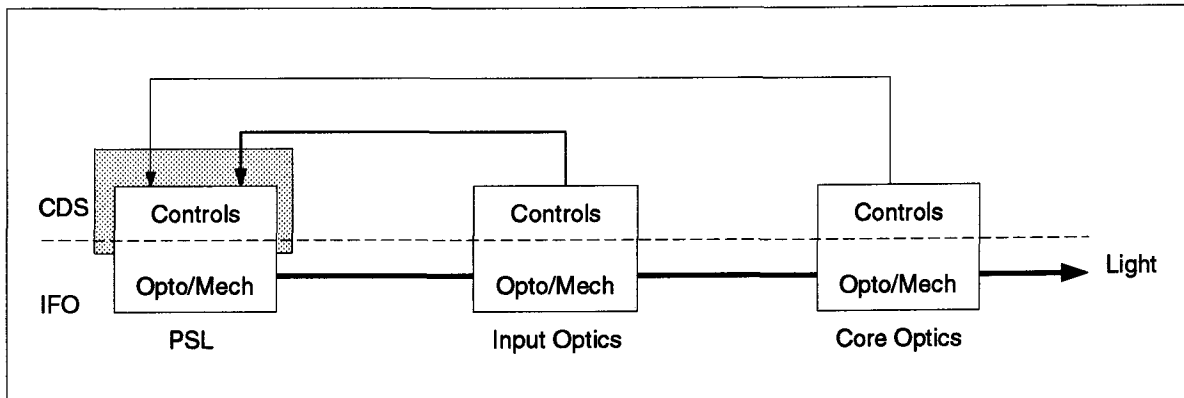 CDS
Controls
Controls
Controls
Opto/Mech
Opto/Mech
Opto/Mech
Light
IFO
PSL
Input Optics
Core Optics